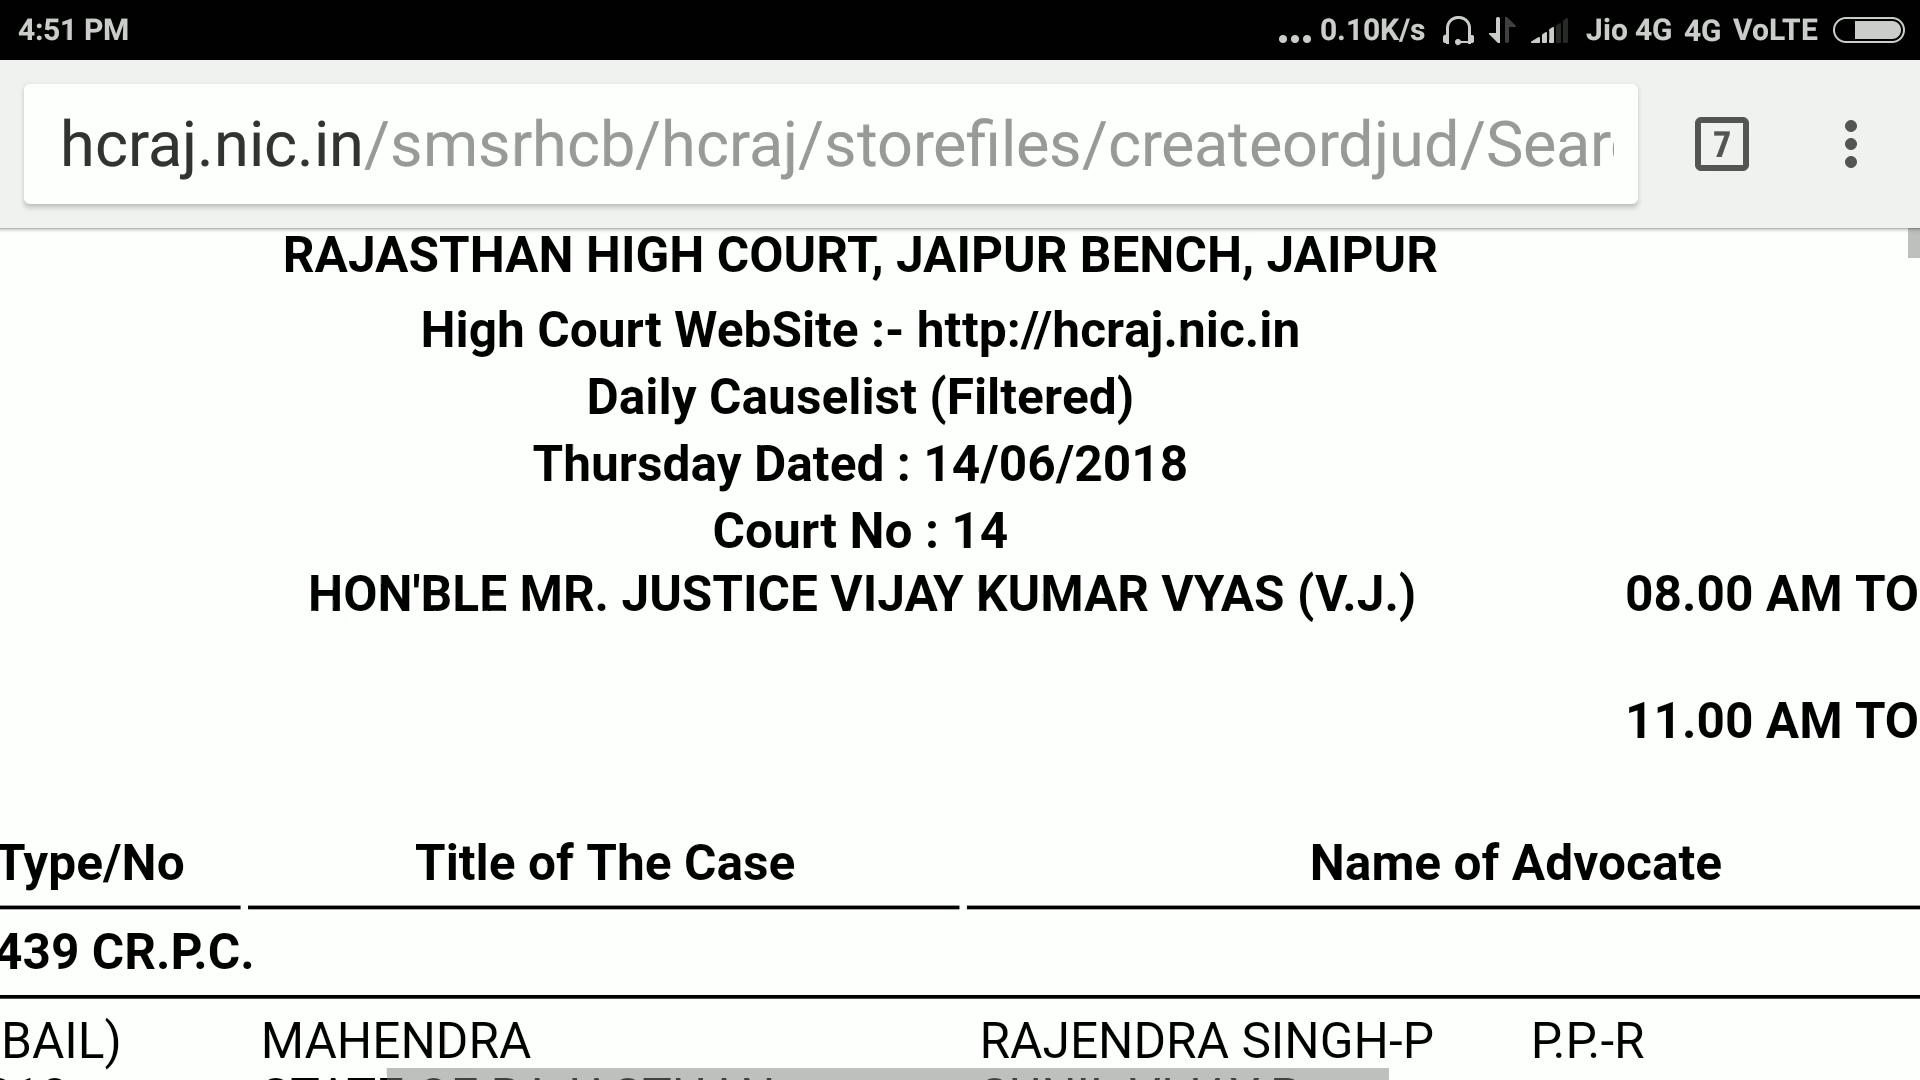 4:51 PM ... 0.10K/s Jio 4G 4G VoLTE
hcraj.nic.in/smsrhcb/hcraj/storefiles/createordjud/Sear
7
RAJASTHAN HIGH COURT, JAIPUR BENCH, JAIPUR
High Court WebSite :- http://hcraj.nic.in
Daily Causelist (Filtered)
Thursday Dated : 14/06/2018
Court No : 14
HON'BLE MR. JUSTICE VIJAY KUMAR VYAS (V.J.) 08.00 AM TO
11.00 AM TO
Type/No Title of The Case Name of Advocate
439 CR.P.C.
BAIL) MAHENDRA RAJENDRA SINGH-P P.P.-R